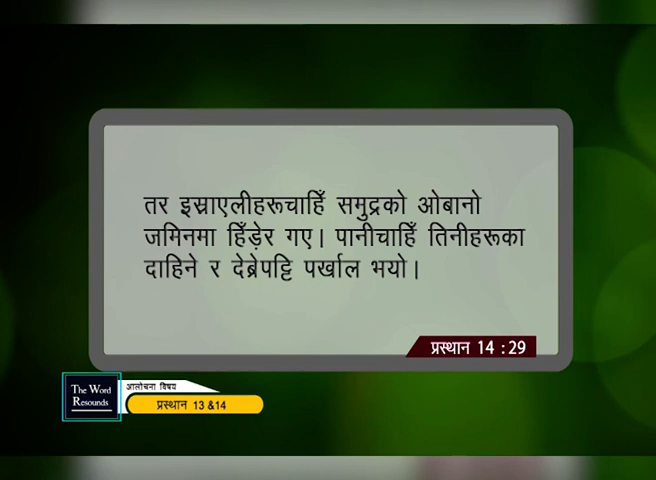 तर इस्राएलीहरूचाहिँ समुद्रको ओबानो
जमिनमा हिँड़ेर गए। पानीचाहिँ तिनीहरूका
दाहिने र देब्रेपट्टि पर्खाल भयो।
प्रस्थान 14 :29
The Word
Resounds
आलोचना विषय
प्रस्थान 13 &14